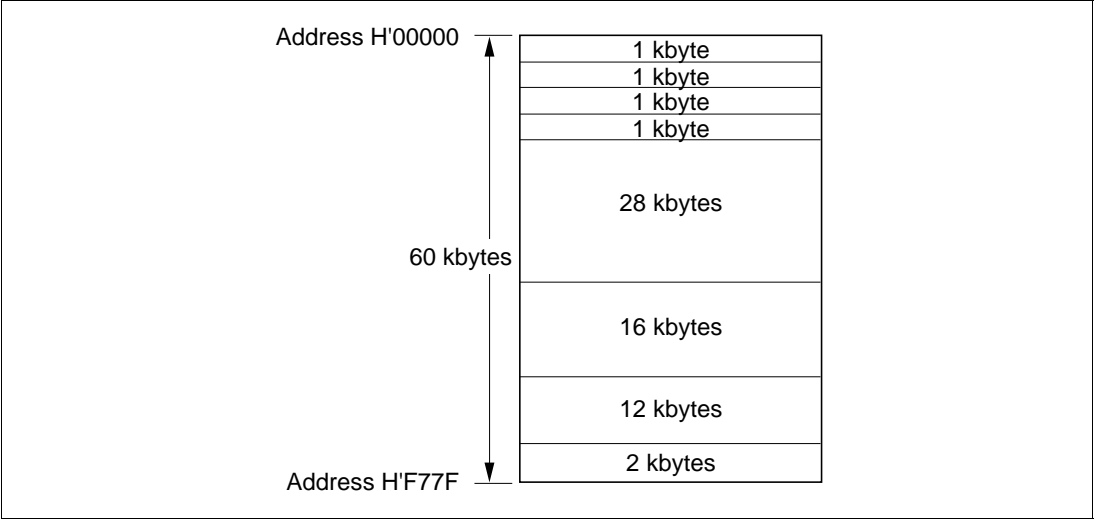 Address H'00000
1 kbyte
1 kbyte
1 kbyte
1 kbyte
28 kbytes
60 kbytes
16 kbytes
12 kbytes
2 kbytes
Address H'F77F